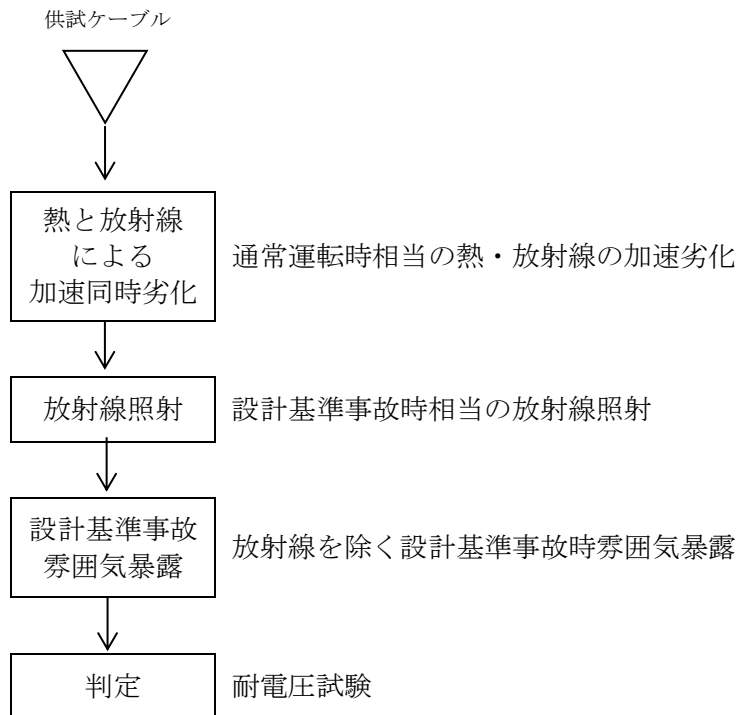 供試ケーブル
熱と放射線
による
加速同時劣化
通常運転時相当の熱・放射線の加速劣化
放射線照射
設計基準事故時相当の放射線照射
設計基準事故
雰囲気暴露
放射線を除く設計基準事故時雰囲気暴露
判定
耐電圧試験